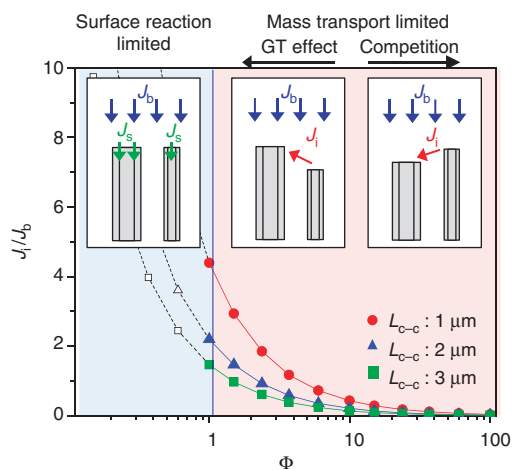 Surface reaction
limited
Mass transport limited
GT effect
Competition
J_b
J_s
J_s
J_b
J_i
J_b
J_i
10
8
6
4
2
0
J_i/J_b
L_c–c : 1 μm
L_c–c : 2 μm
L_c–c : 3 μm
1
10
100
Φ